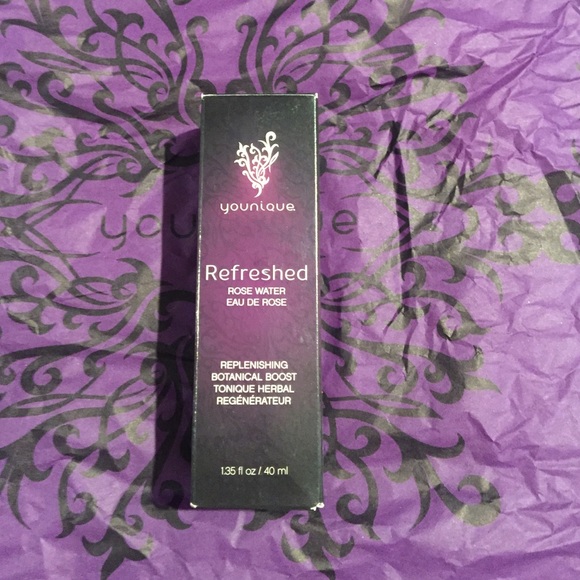 younique
Refreshed
ROSE WATER
EAU DE ROSE
REPLENISHING
BOTANICAL BOOST
TONIQUE HERBAL
REGÉNÉRATEUR
1.35 fl oz / 40 ml
younique